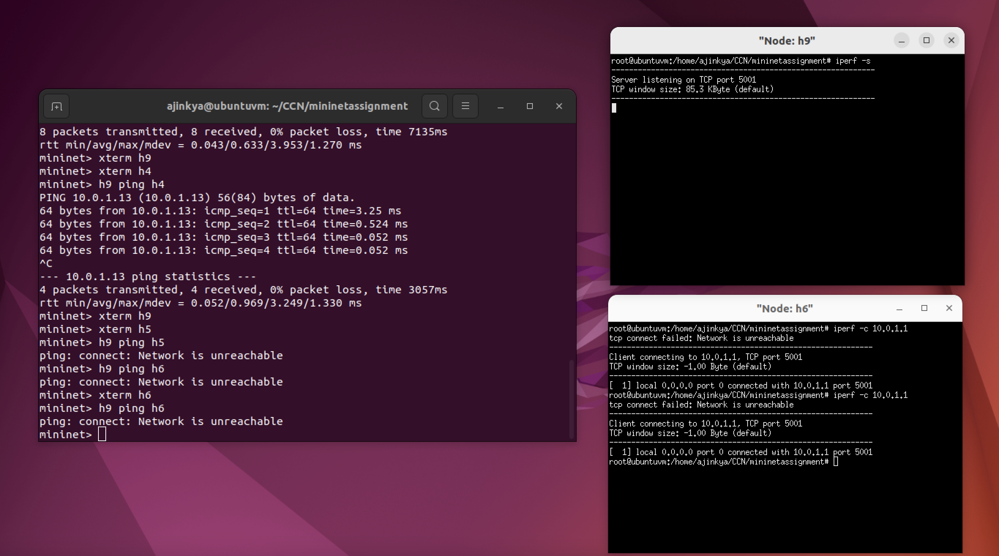 ajinkya@ubuntuvm: ~/CCN/mininetassignment
8 packets transmitted, 8 received, 0% packet loss, time 7135ms
rtt min/avg/max/mdev = 0.043/0.633/3.953/1.270 ms
mininet> xterm h9
mininet> xterm h4
mininet> h9 ping h4
PING 10.0.1.13 (10.0.1.13) 56(84) bytes of data.
64 bytes from 10.0.1.13: icmp_seq=1 ttl=64 time=3.25 ms
64 bytes from 10.0.1.13: icmp_seq=2 ttl=64 time=0.524 ms
64 bytes from 10.0.1.13: icmp_seq=3 ttl=64 time=0.052 ms
64 bytes from 10.0.1.13: icmp_seq=4 ttl=64 time=0.052 ms
^C
--- 10.0.1.13 ping statistics ---
4 packets transmitted, 4 received, 0% packet loss, time 3057ms
rtt min/avg/max/mdev = 0.052/0.969/3.249/1.330 ms
mininet> xterm h9
mininet> xterm h5
mininet> h9 ping h5
ping: connect: Network is unreachable
mininet> h9 ping h6
ping: connect: Network is unreachable
mininet> xterm h6
mininet> h9 ping h6
ping: connect: Network is unreachable
mininet>
"Node: h9"
root@ubuntuvm:/home/ajinkya/CCN/mininetassignment# iperf -s
------------------------------------------------------------
Server listening on TCP port 5001
TCP window size: 85.3 KByte (default)
------------------------------------------------------------
"Node: h6"
root@ubuntuvm:/home/ajinkya/CCN/mininetassignment# iperf -c 10.0.1.1
tcp connect failed: Network is unreachable
------------------------------------------------------------
Client connecting to 10.0.1.1, TCP port 5001
TCP window size: -1.00 Byte (default)
------------------------------------------------------------
[  1] local 0.0.0.0 port 0 connected with 10.0.1.1 port 5001
root@ubuntuvm:/home/ajinkya/CCN/mininetassignment# iperf -c 10.0.1.1
tcp connect failed: Network is unreachable
------------------------------------------------------------
Client connecting to 10.0.1.1, TCP port 5001
TCP window size: -1.00 Byte (default)
------------------------------------------------------------
[  1] local 0.0.0.0 port 0 connected with 10.0.1.1 port 5001
root@ubuntuvm:/home/ajinkya/CCN/mininetassignment#